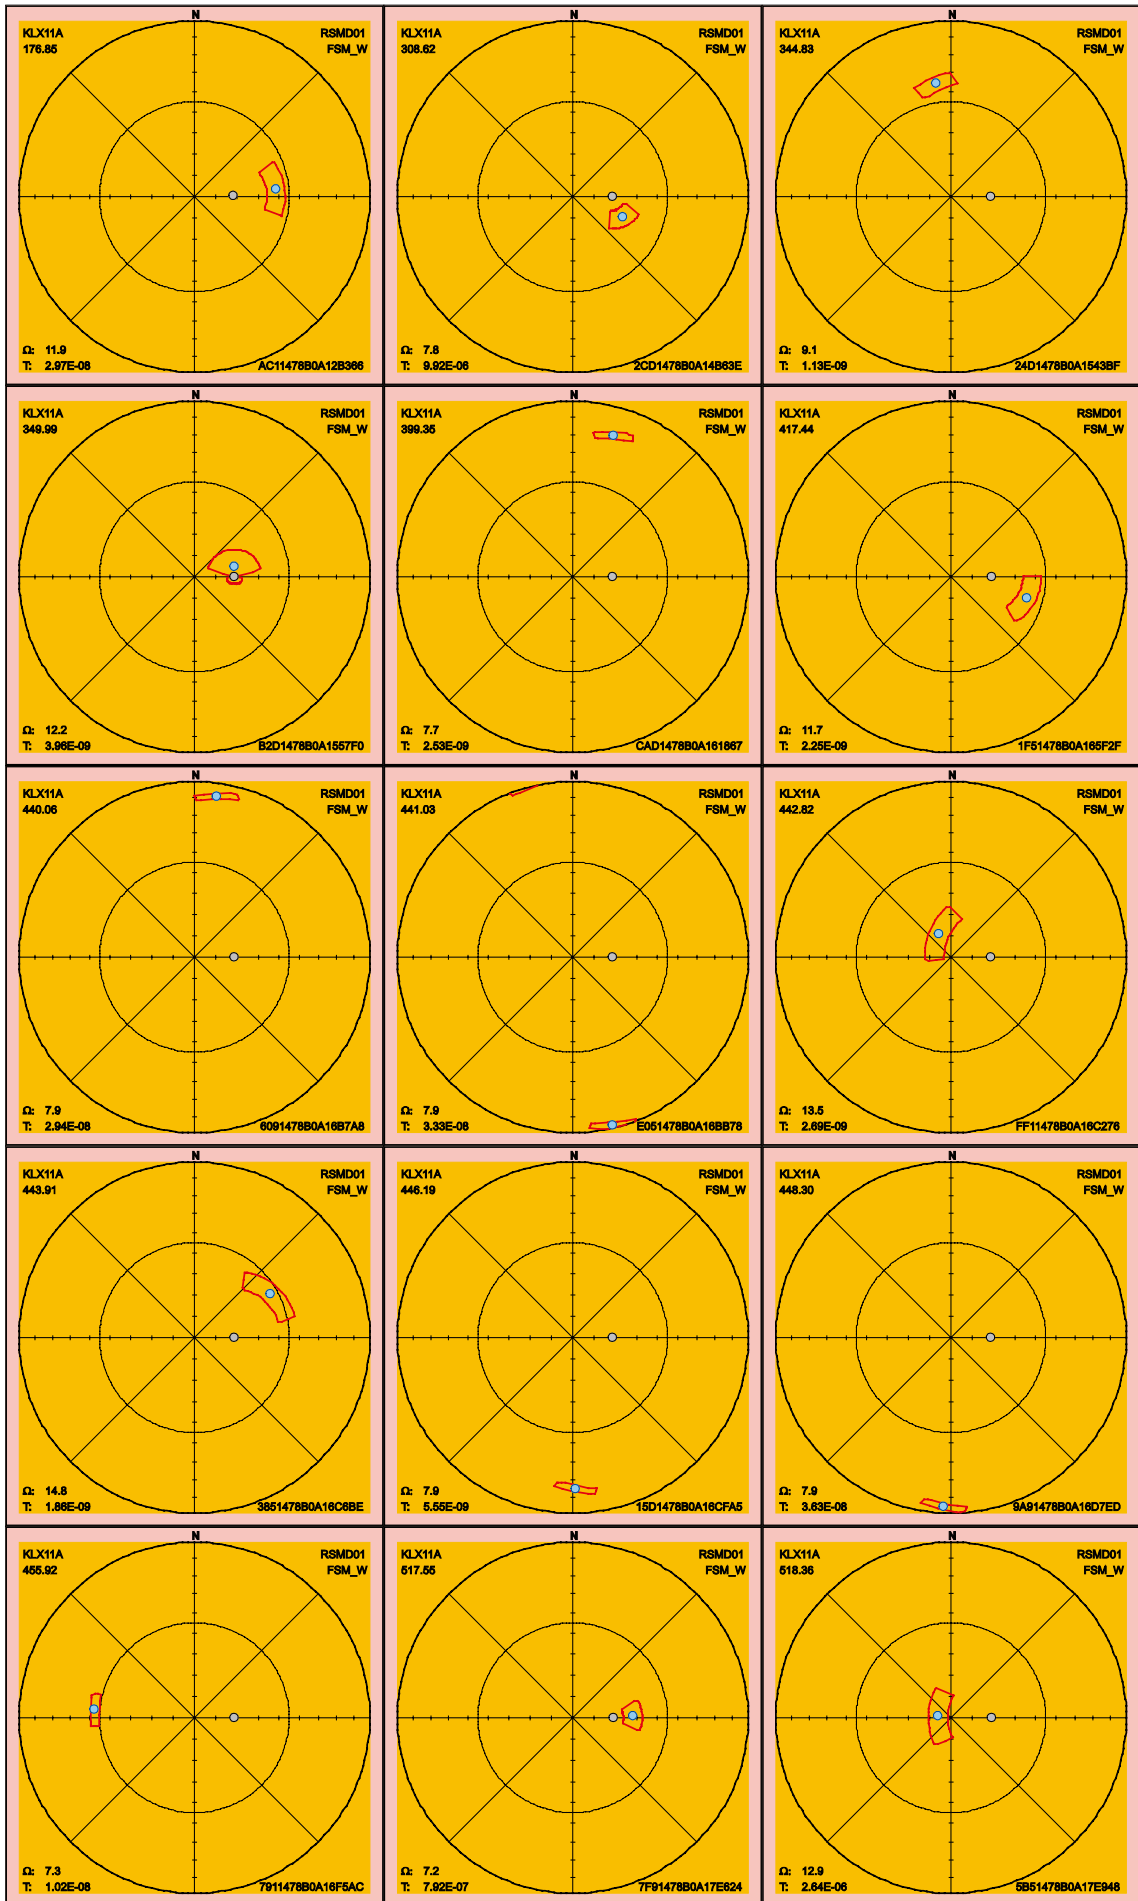 N
KLX11A RSMD01
176.85 FSM_W
Ω: 11.9
T: 2.97E-08 AC11478B0A12B366
N
KLX11A RSMD01
308.62 FSM_W
Ω: 7.8
T: 9.92E-06 2CD1478B0A14B63E
N
KLX11A RSMD01
344.83 FSM_W
Ω: 9.1
T: 1.13E-09 24D1478B0A1543BF
N
KLX11A RSMD01
349.99 FSM_W
Ω: 12.2
T: 3.96E-09 B2D1478B0A1557F0
N
KLX11A RSMD01
399.35 FSM_W
Ω: 7.7
T: 2.53E-09 CAD1478B0A161867
N
KLX11A RSMD01
417.44 FSM_W
Ω: 11.7
T: 2.25E-09 1F51478B0A165F2F
N
KLX11A RSMD01
440.06 FSM_W
Ω: 7.9
T: 2.94E-08 6091478B0A16B7A8
N
KLX11A RSMD01
441.03 FSM_W
Ω: 7.9
T: 3.33E-08 E051478B0A16BB78
N
KLX11A RSMD01
442.82 FSM_W
Ω: 13.5
T: 2.69E-09 FF11478B0A16C276
N
KLX11A RSMD01
443.91 FSM_W
Ω: 14.8
T: 1.86E-09 3851478B0A16C6BE
N
KLX11A RSMD01
446.19 FSM_W
Ω: 7.9
T: 5.55E-09 15D1478B0A16CFA5
N
KLX11A RSMD01
448.30 FSM_W
Ω: 7.9
T: 3.63E-08 9A91478B0A16D7ED
N
KLX11A RSMD01
455.92 FSM_W
Ω: 7.3
T: 1.02E-08 7911478B0A16F5AC
N
KLX11A RSMD01
517.55 FSM_W
Ω: 7.2
T: 7.92E-07 7F91478B0A17E624
N
KLX11A RSMD01
518.36 FSM_W
Ω: 12.9
T: 2.64E-06 5B51478B0A17E948